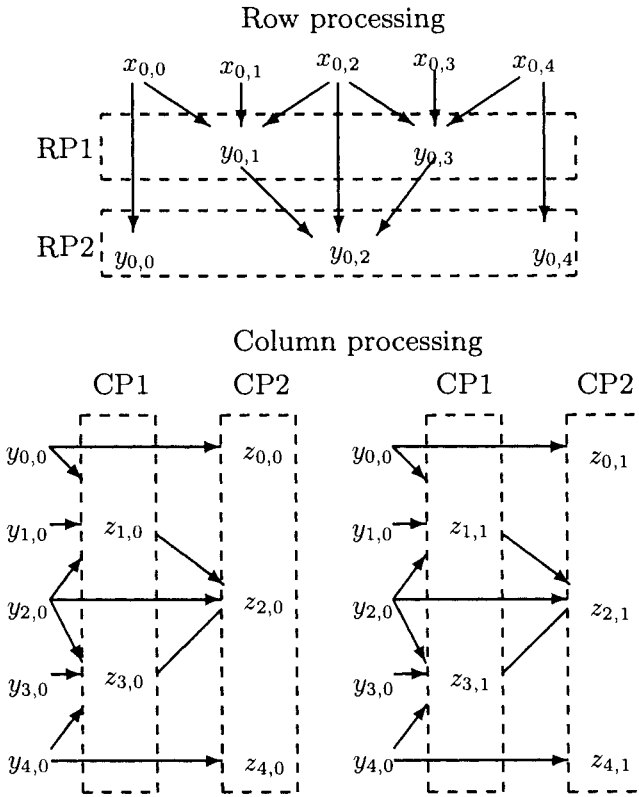 Row processing
x0,0 x0,1 x0,2 x0,3 x0,4
RP1 y0,1 y0,3
RP2 y0,0 y0,2 y0,4
Column processing
CP1 CP2 CP1 CP2
y0,0 z0,0 y0,0 z0,1
y1,0 z1,0 y1,0 z1,1
y2,0 z2,0 y2,0 z2,1
y3,0 z3,0 y3,0 z3,1
y4,0 z4,0 y4,0 z4,1